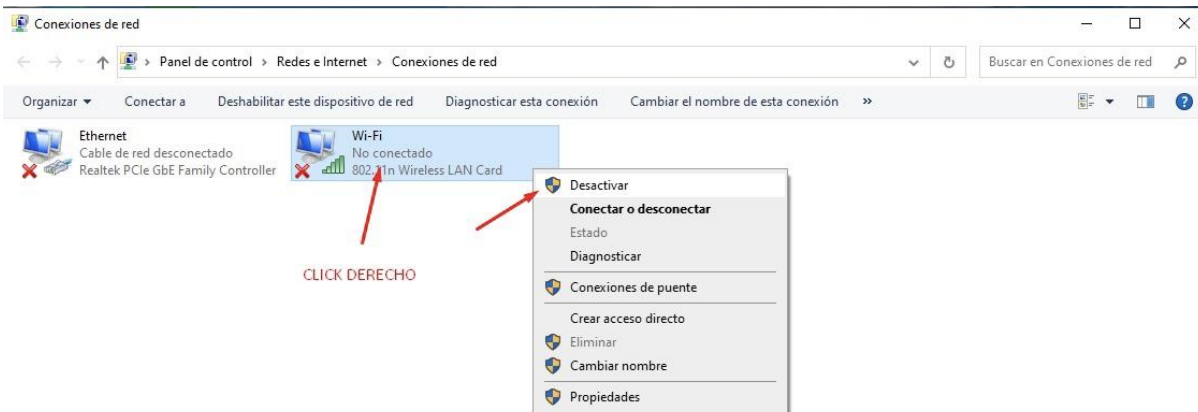 Conexiones de red
Panel de control > Redes e Internet > Conexiones de red
Buscar en Conexiones de red
Organizar Conectar a Deshabilitar este dispositivo de red Diagnosticar esta conexión Cambiar el nombre de esta conexión »
Ethernet
Cable de red desconectado
Realtek PCIe GbE Family Controller
Wi-Fi
No conectado
802.11n Wireless LAN Card
CLICK DERECHO
Desactivar
Conectar o desconectar
Estado
Diagnosticar
Conexiones de puente
Crear acceso directo
Eliminar
Cambiar nombre
Propiedades